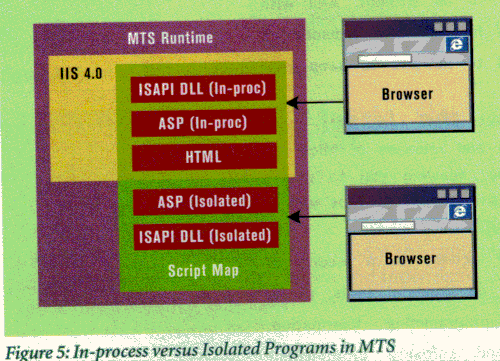 MTS Runtime
IIS 4.0
ISAPI DLL (In-proc)
ASP (In-proc)
HTML
ASP (Isolated)
ISAPI DLL (Isolated)
Script Map
Browser
Browser
Figure 5: In-process versus Isolated Programs in MTS